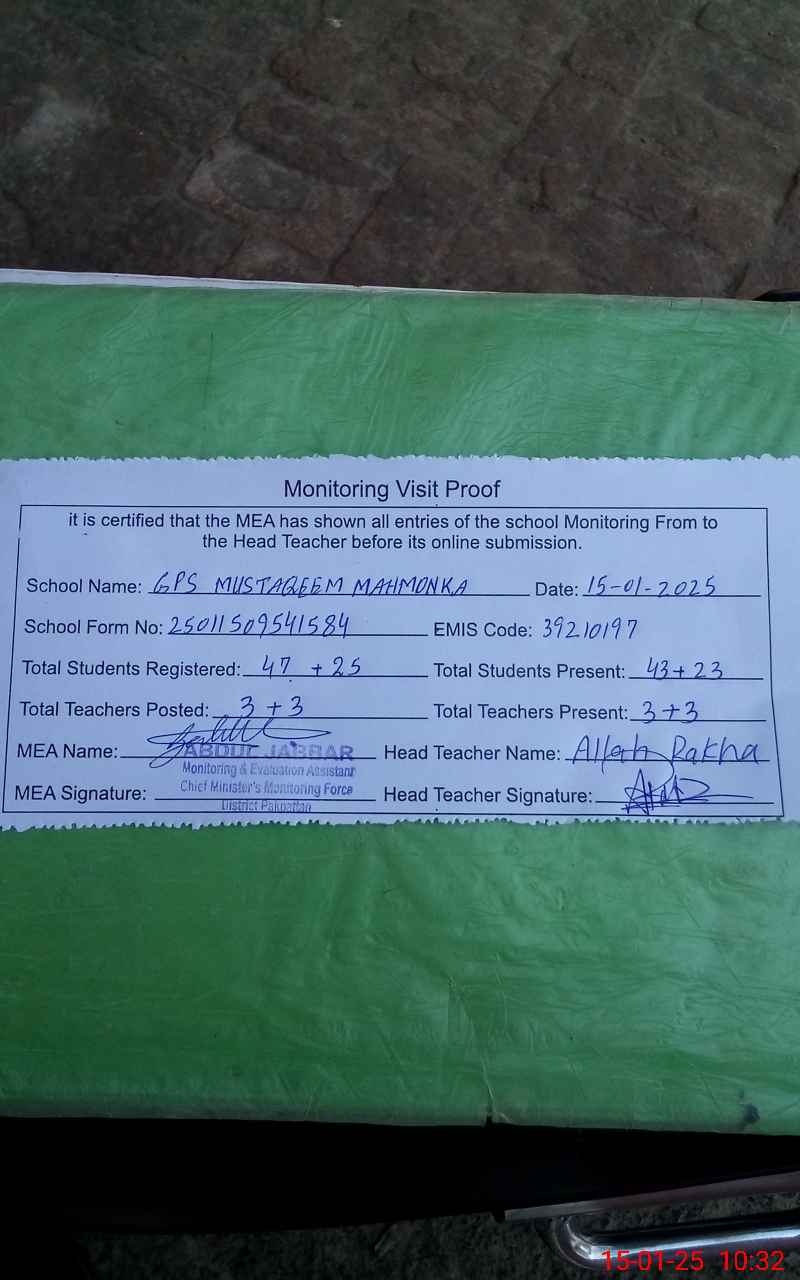 Monitoring Visit Proof
it is certified that the MEA has shown all entries of the school Monitoring From to
the Head Teacher before its online submission.
School Name: GPS MUSTAQEEM MAHMONKA Date: 15-01-2025
School Form No: 25011509541584 EMIS Code: 39210197
Total Students Registered: 47 + 25 Total Students Present: 43 + 23
Total Teachers Posted: 3 + 3 Total Teachers Present: 3 + 3
MEA Name: ABDUL JABBAR Head Teacher Name: Allah Rakha
Monitoring & Evaluation Assistant
MEA Signature: Chief Minister's Monitoring Force Head Teacher Signature:
District Pakpattan
15-01-25 10:32